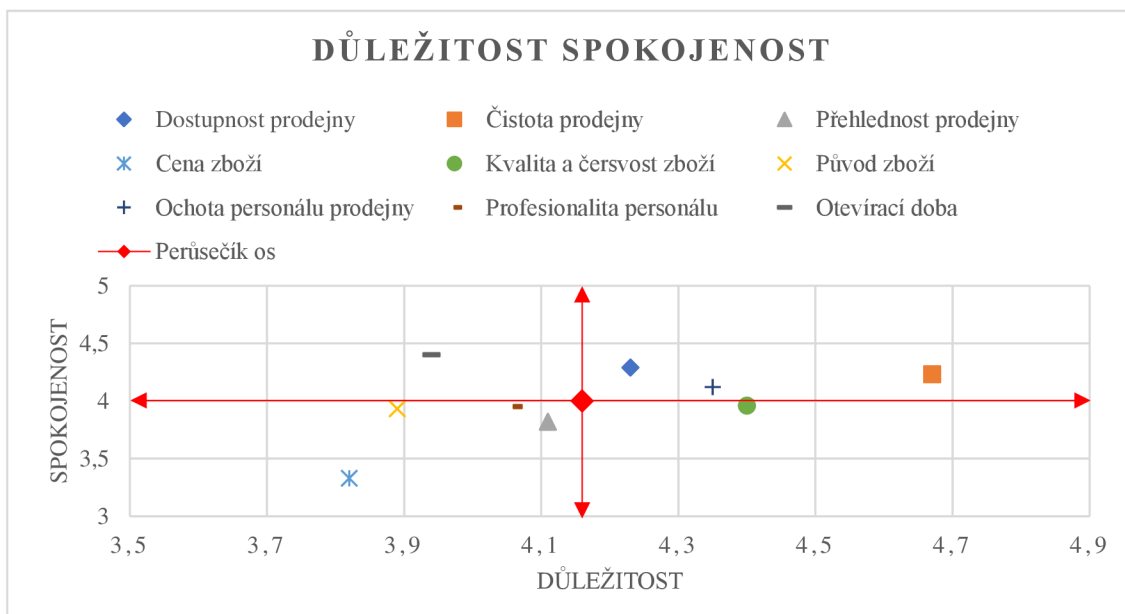 DŮLEŽITOST SPOKOJENOST
Dostupnost prodejny
Čistota prodejny
Přehlednost prodejny
Cena zboží
Kvalita a čersvost zboží
Původ zboží
Ochota personálu prodejny
Profesionalita personálu
Otevírací doba
Perůsečík os
SPOKOJENOST
5
4,5
4
3,5
3
3,5 3,7 3,9 4,1 4,3 4,5 4,7 4,9
DŮLEŽITOST